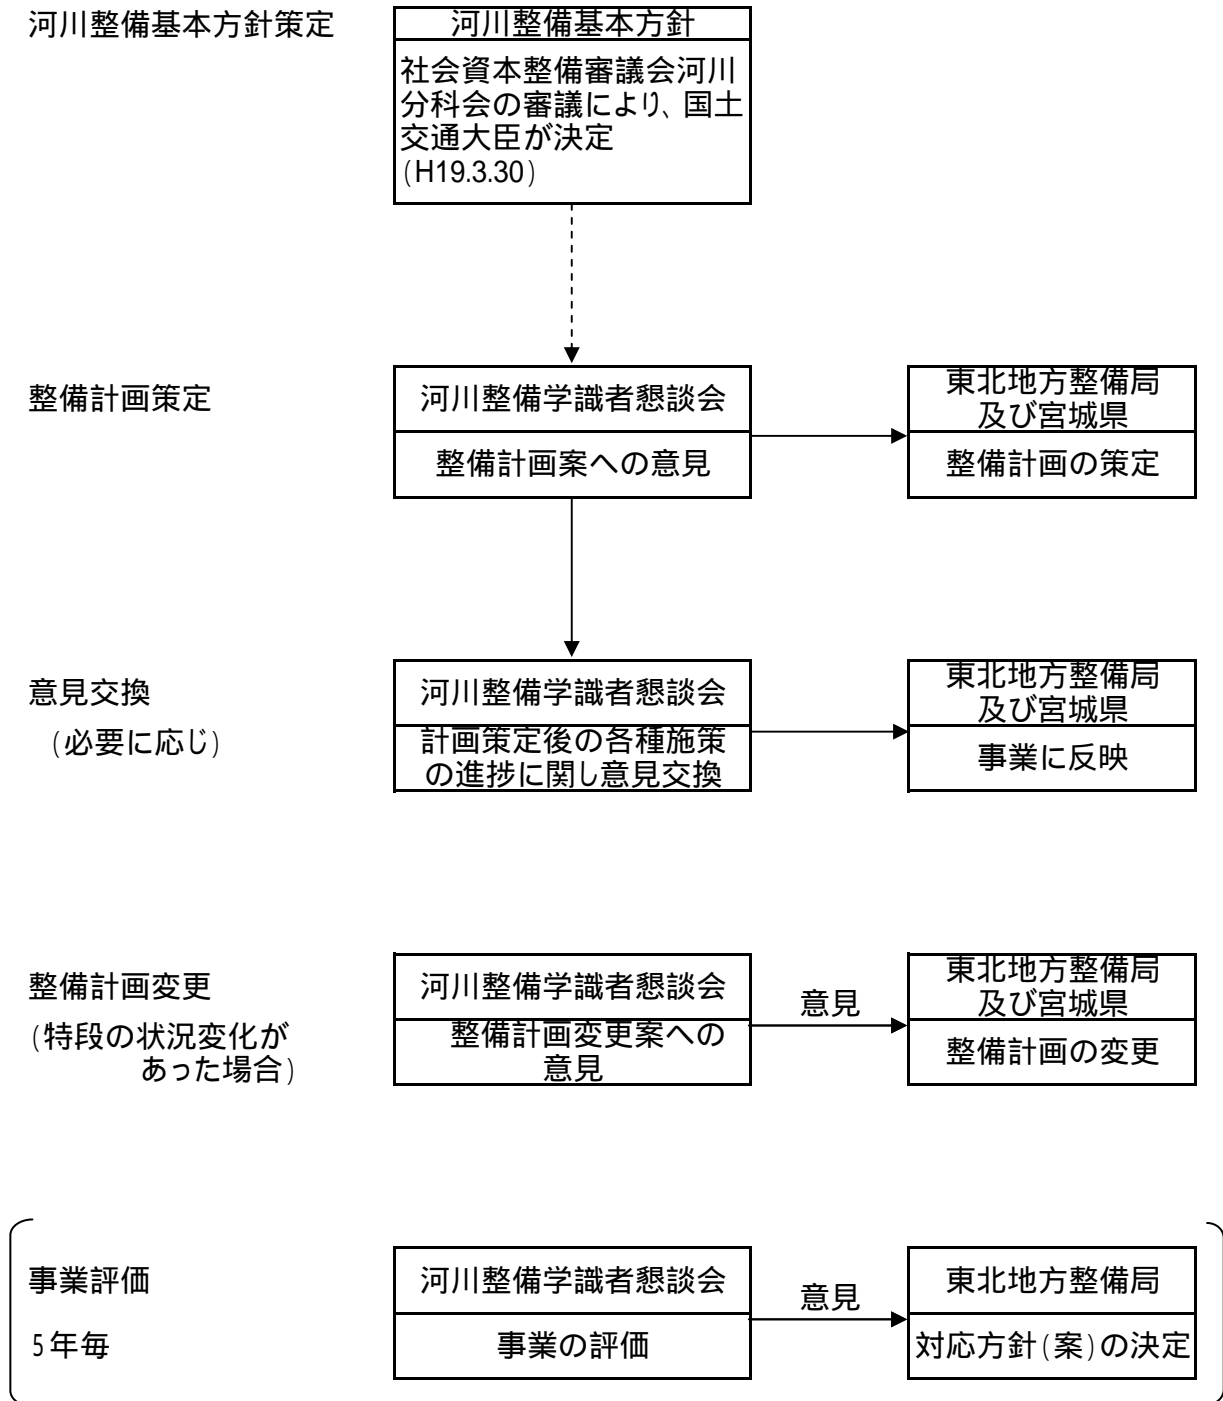 河川整備基本方針策定
河川整備基本方針
社会資本整備審議会河川
分科会の審議により、国土
交通大臣が決定
(H19.3.30)
整備計画策定
河川整備学識者懇談会
整備計画案への意見
東北地方整備局
及び宮城県
整備計画の策定
意見交換
(必要に応じ)
河川整備学識者懇談会
計画策定後の各種施策
の進捗に関し意見交換
東北地方整備局
及び宮城県
事業に反映
整備計画変更
(特段の状況変化が
あった場合)
河川整備学識者懇談会
整備計画変更案への
意見
意見
東北地方整備局
及び宮城県
整備計画の変更
事業評価
5年毎
河川整備学識者懇談会
事業の評価
意見
東北地方整備局
対応方針(案)の決定